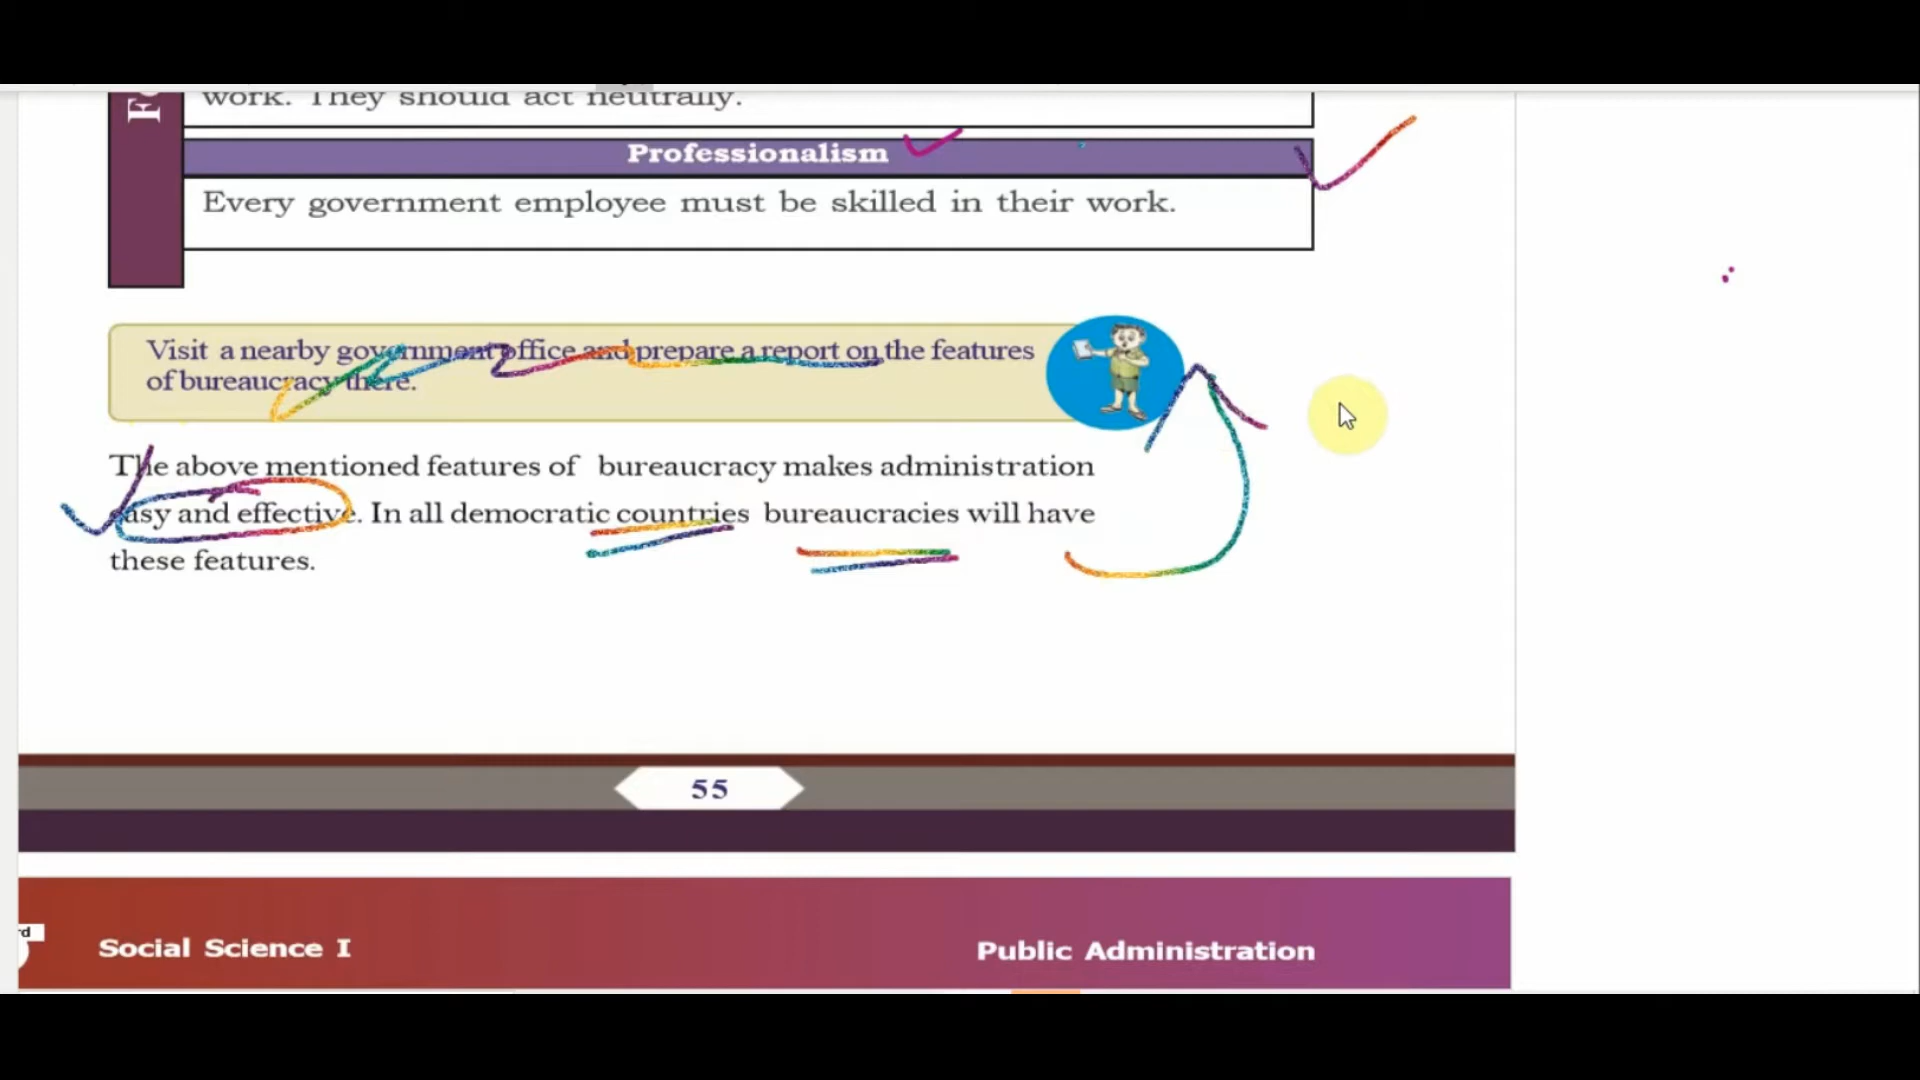 work. They should act neutrally.
Professionalism
Every government employee must be skilled in their work.
Visit a nearby government office and prepare a report on the features
of bureaucracy there.
The above mentioned features of bureaucracy makes administration
easy and effective. In all democratic countries bureaucracies will have
these features.
55
Social Science I
Public Administration